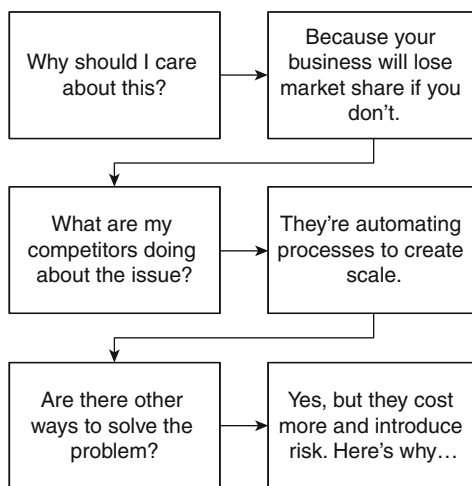 Why should I care
about this?
Because your
business will lose
market share if you
don’t.
What are my
competitors doing
about the issue?
They’re automating
processes to create
scale.
Are there other
ways to solve the
problem?
Yes, but they cost
more and introduce
risk. Here’s why…